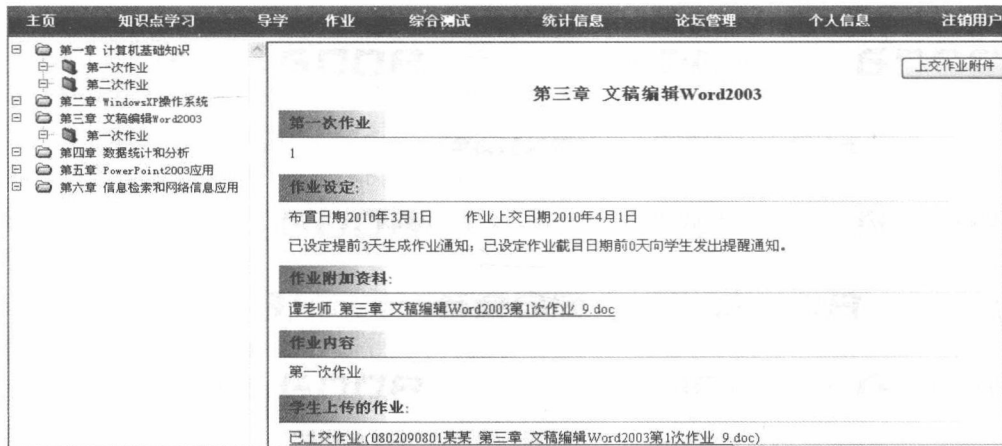 主页 知识点学习 导学 作业 综合测试 统计信息 论坛管理 个人信息 注销用户
第一章 计算机基础知识
第一次作业
第二次作业
第二章 WindowsXP操作系统
第三章 文稿编辑Word2003
第一次作业
第四章 数据统计和分析
第五章 PowerPoint2003应用
第六章 信息检索和网络信息应用
上交作业附件
第三章 文稿编辑Word2003
第一次作业
1
作业设定:
布置日期2010年3月1日 作业上交日期2010年4月1日
已设定提前3天生成作业通知；已设定作业截目日期前0天向学生发出提醒通知。
作业附加资料:
谭老师 第三章 文稿编辑Word2003第1次作业 9.doc
作业内容
第一次作业
学生上传的作业:
已上交作业.(0802090801某某 第三章 文稿编辑Word2003第1次作业 9.doc)